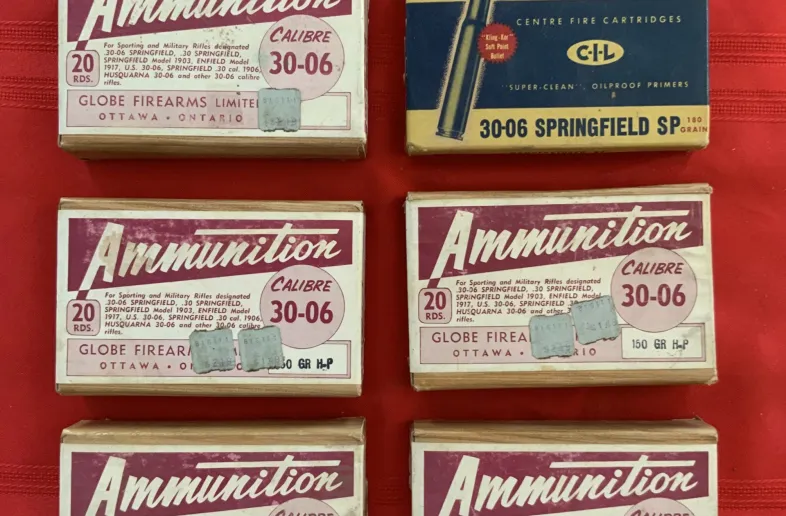 Ammunition
CALIBRE
30-06
20
RDS.
For Sporting and Military Rifles designated
.30-06 SPRINGFIELD, .30 SPRINGFIELD,
SPRINGFIELD Model 1903, ENFIELD Model
1917, U.S. 30-06, SPRINGFIELD .30 cal. 1906,
HUSQUARNA 30-06 and other 30-06 calibre
rifles.
GLOBE FIREARMS LIMITE
OTTAWA • ONTARIO
CENTRE FIRE CARTRIDGES
"Kling-Kor"
Soft Point
Bullet
C-I-L
"SUPER-CLEAN", OILPROOF PRIMERS
30-06 SPRINGFIELD SP 180
GRAIN
Ammunition
CALIBRE
30-06
20
RDS.
For Sporting and Military Rifles designated
.30-06 SPRINGFIELD, .30 SPRINGFIELD,
SPRINGFIELD Model 1903, ENFIELD Model
1917, U.S. 30-06, SPRINGFIELD .30 cal. 1906,
HUSQUARNA 30-06 and other 30-06 calibre
rifles.
GLOBE FIREAR
OTTAWA • O
GR H-P
Ammunition
CALIBRE
30-06
20
RDS.
For Sporting and Military Rifles designated
.30-06 SPRINGFIELD, .30 SPRINGFIELD,
SPRINGFIELD Model 1903, ENFIELD Model
1917, U.S. 30-06, SPRINGFIELD .30
HUSQUARNA 30-06 and other
rifles.
GLOBE FIREA
OTTAWA • IO
150 GR H-P
Ammunition
CALIBRE
Ammunition
CALIBRE